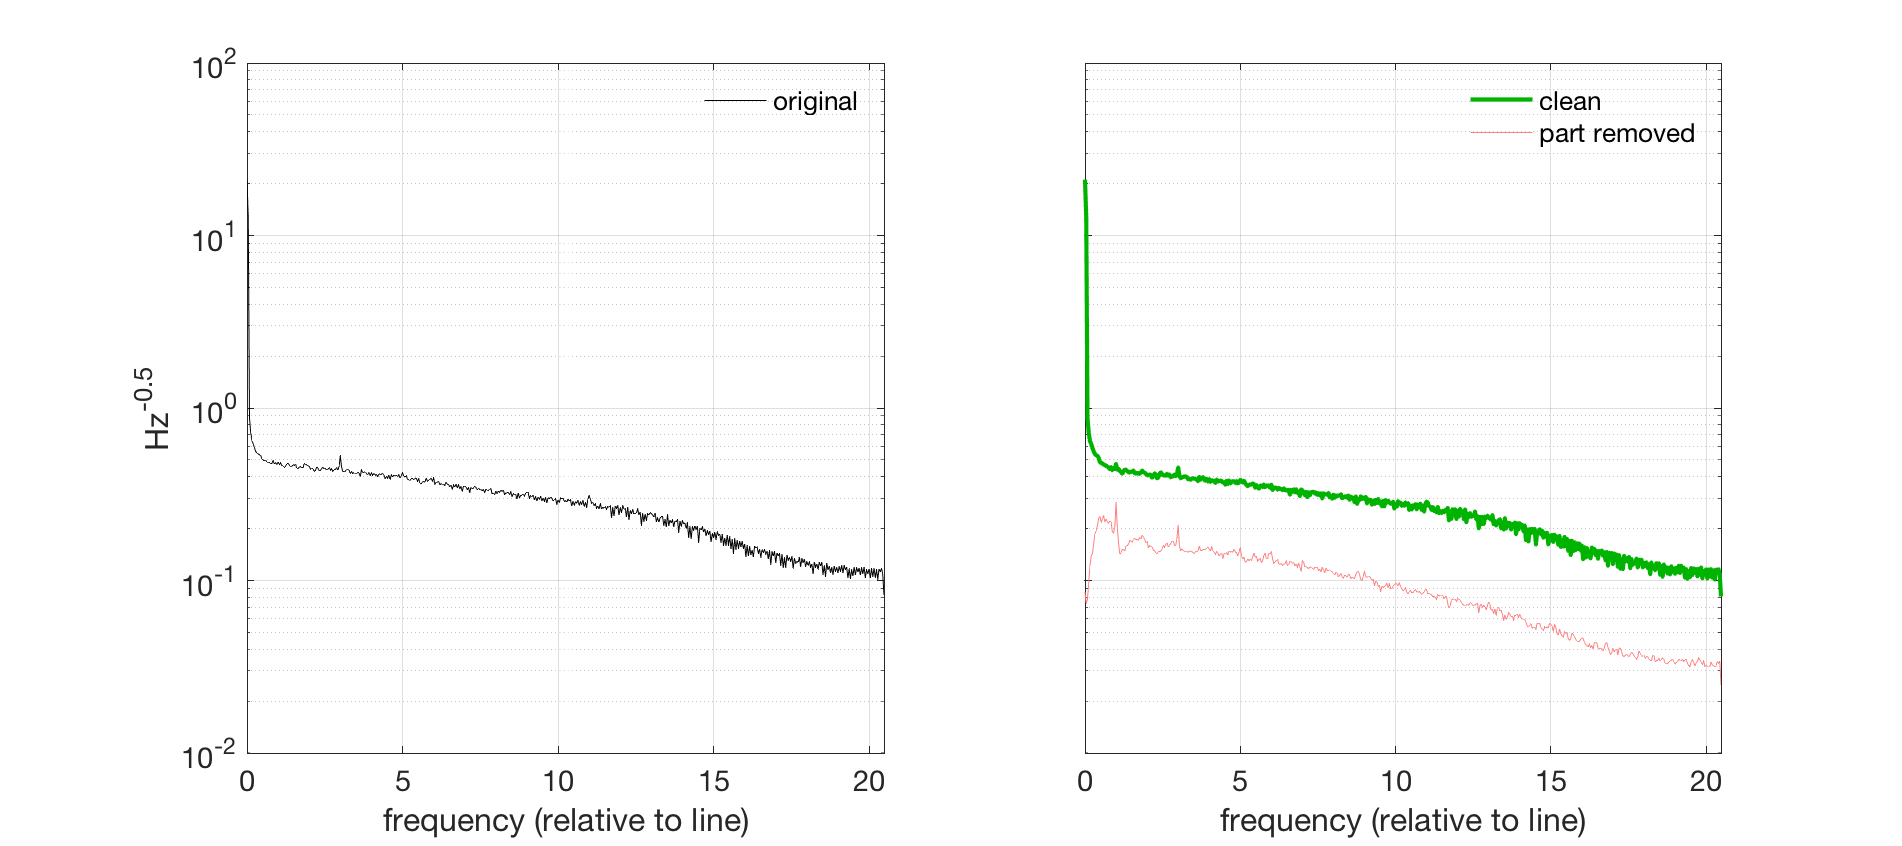 10^2
10^1
10^0
10^-1
10^-2
Hz^-0.5
original
0 5 10 15 20
frequency (relative to line)
clean
part removed
0 5 10 15 20
frequency (relative to line)